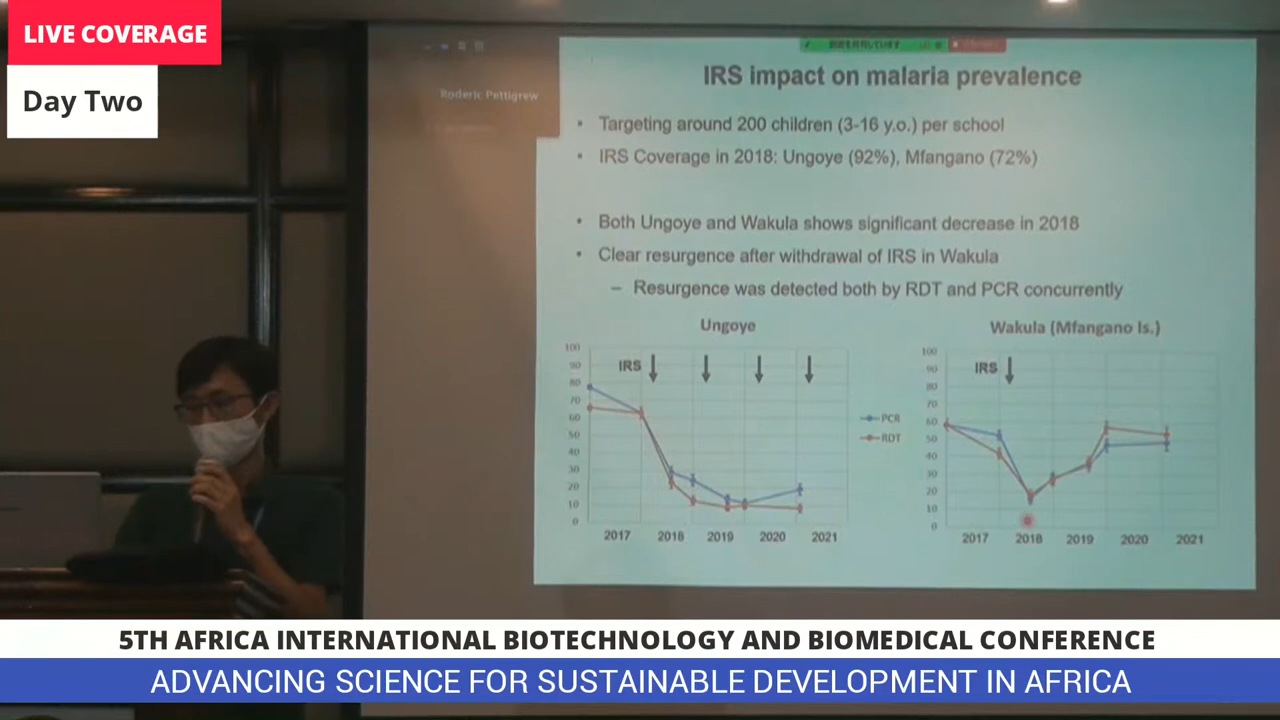 LIVE COVERAGE
Day Two
Roderic Pettigrew
IRS impact on malaria prevalence
• Targeting around 200 children (3-16 y.o.) per school
• IRS Coverage in 2018: Ungoye (92%), Mfangano (72%)
• Both Ungoye and Wakula shows significant decrease in 2018
• Clear resurgence after withdrawal of IRS in Wakula
– Resurgence was detected both by RDT and PCR concurrently
Ungoye
100
90
80
70
60
50
40
30
20
10
0
IRS
2017 2018 2019 2020 2021
PCR
RDT
Wakula (Mfangano Is.)
100
90
80
70
60
50
40
30
20
10
0
IRS
2017 2018 2019 2020 2021
5TH AFRICA INTERNATIONAL BIOTECHNOLOGY AND BIOMEDICAL CONFERENCE
ADVANCING SCIENCE FOR SUSTAINABLE DEVELOPMENT IN AFRICA